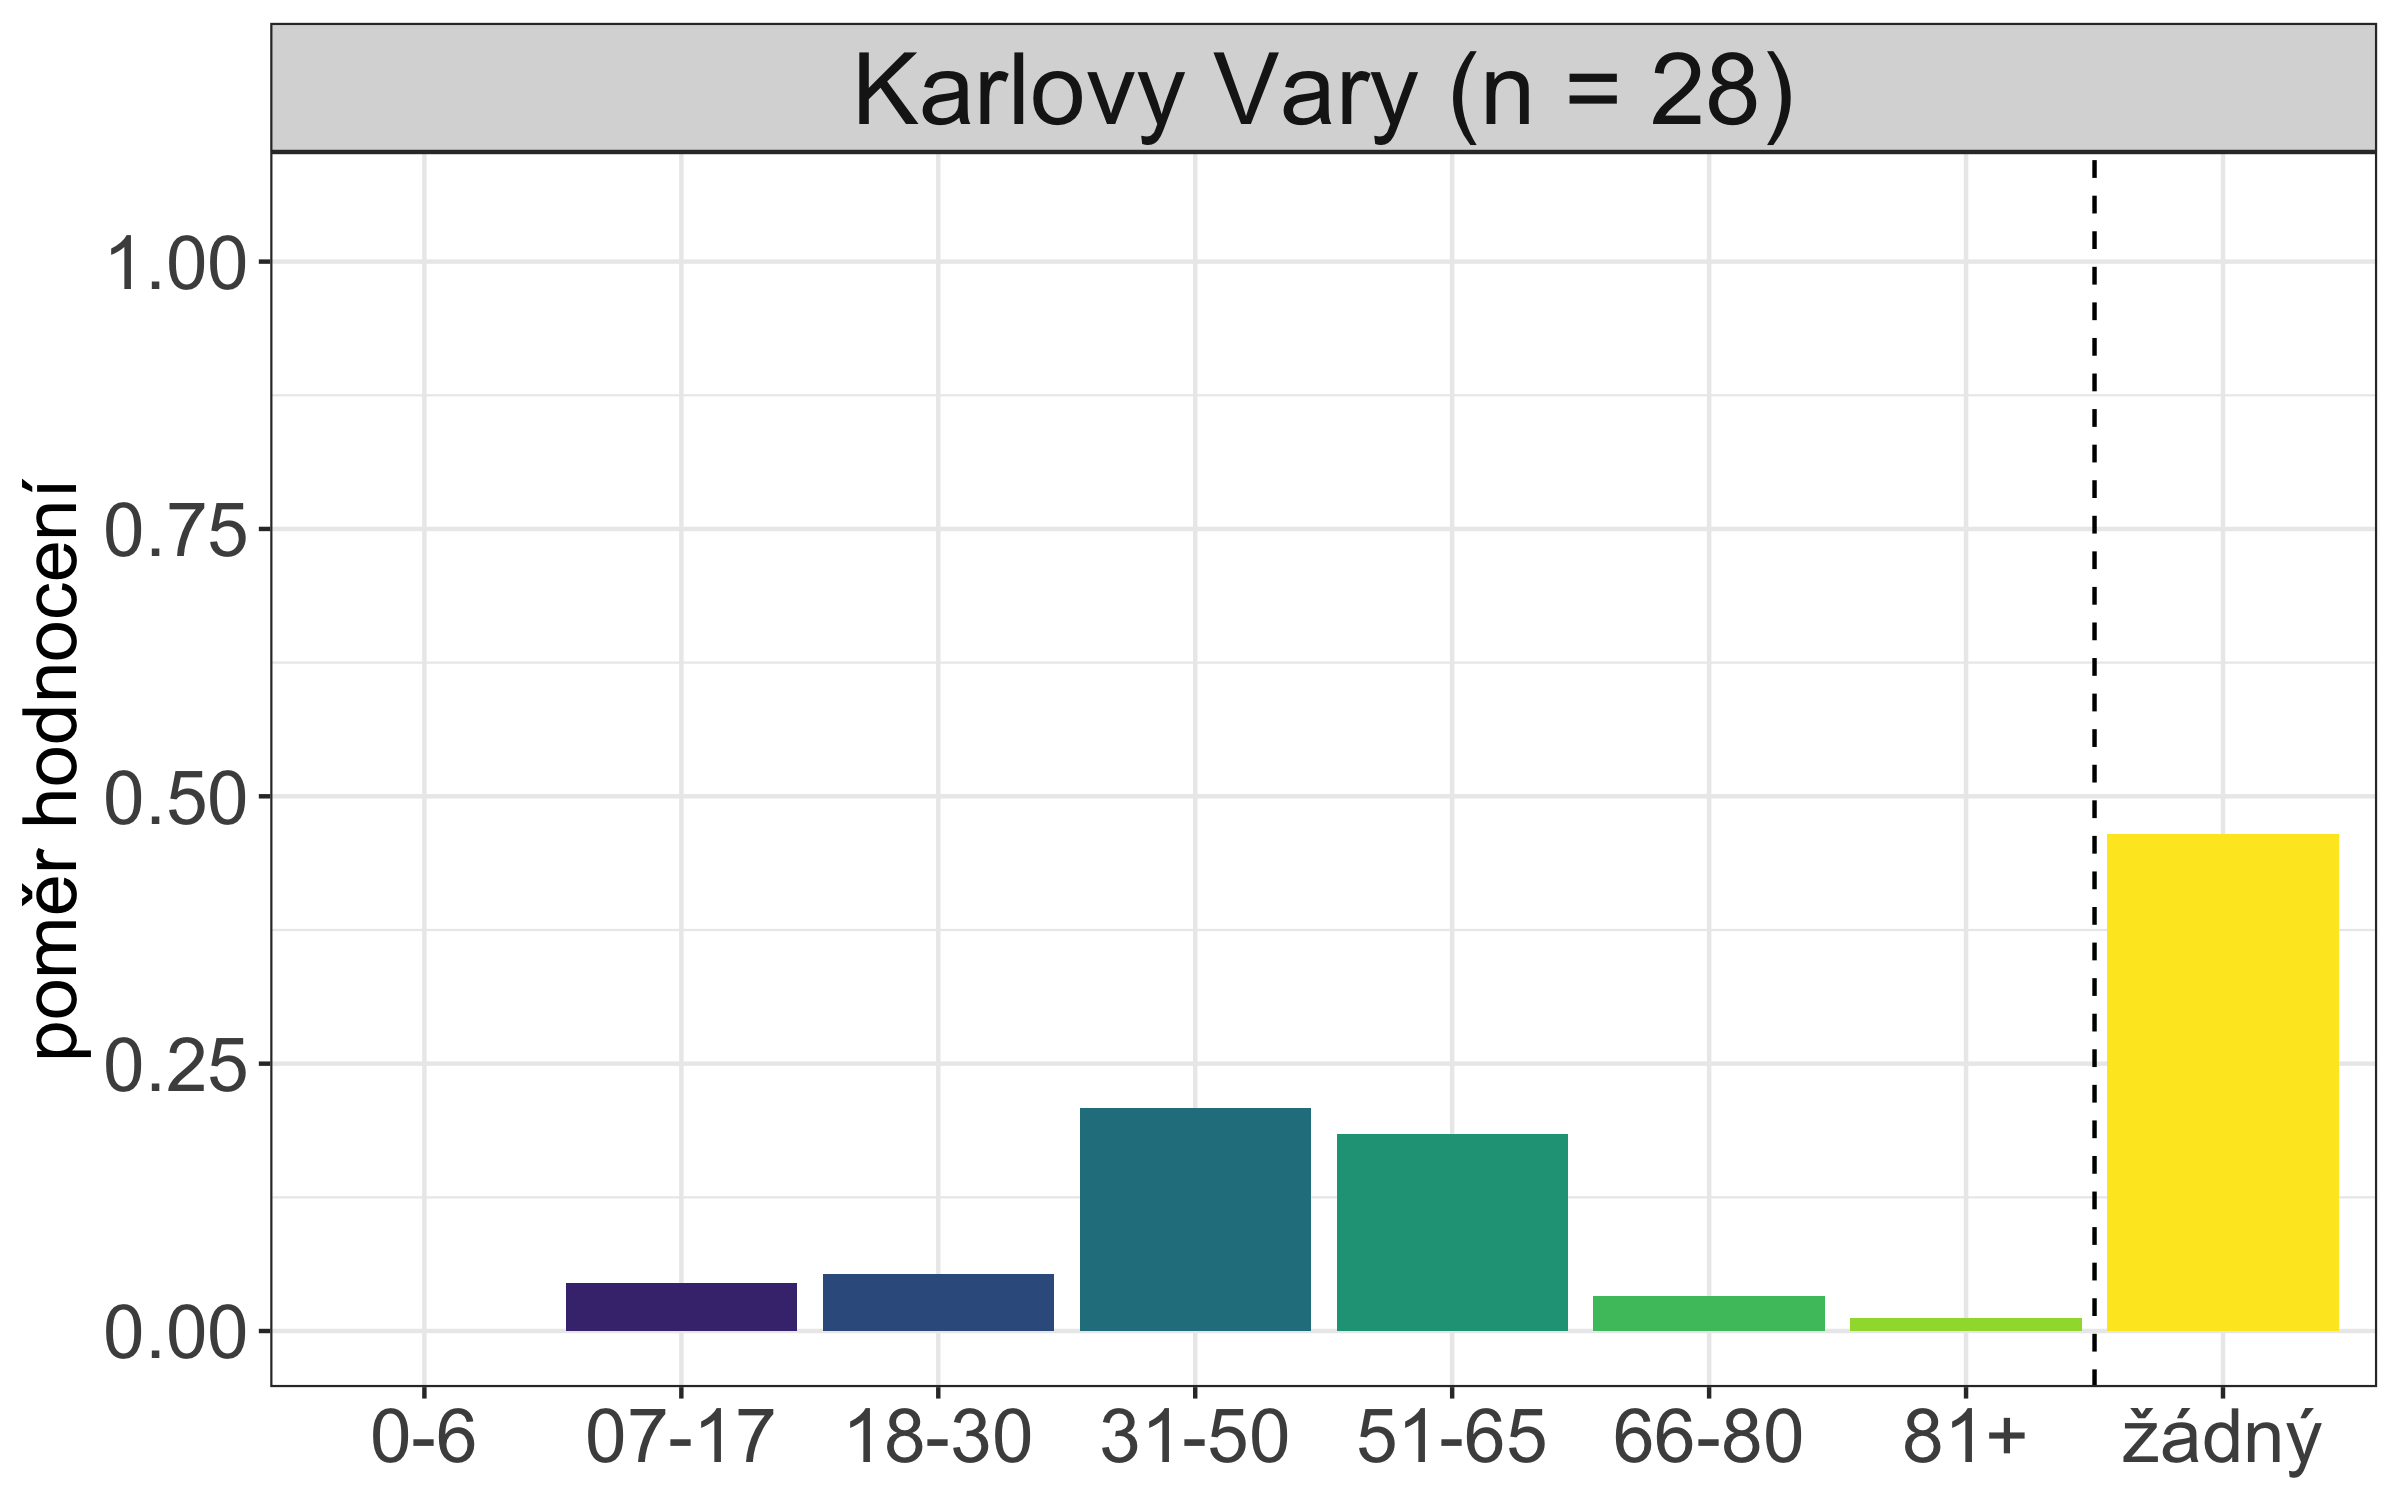 Karlovy Vary (n = 28)
poměr hodnocení
1.00
0.75
0.50
0.25
0.00
0-6 07-17 18-30 31-50 51-65 66-80 81+ žádný